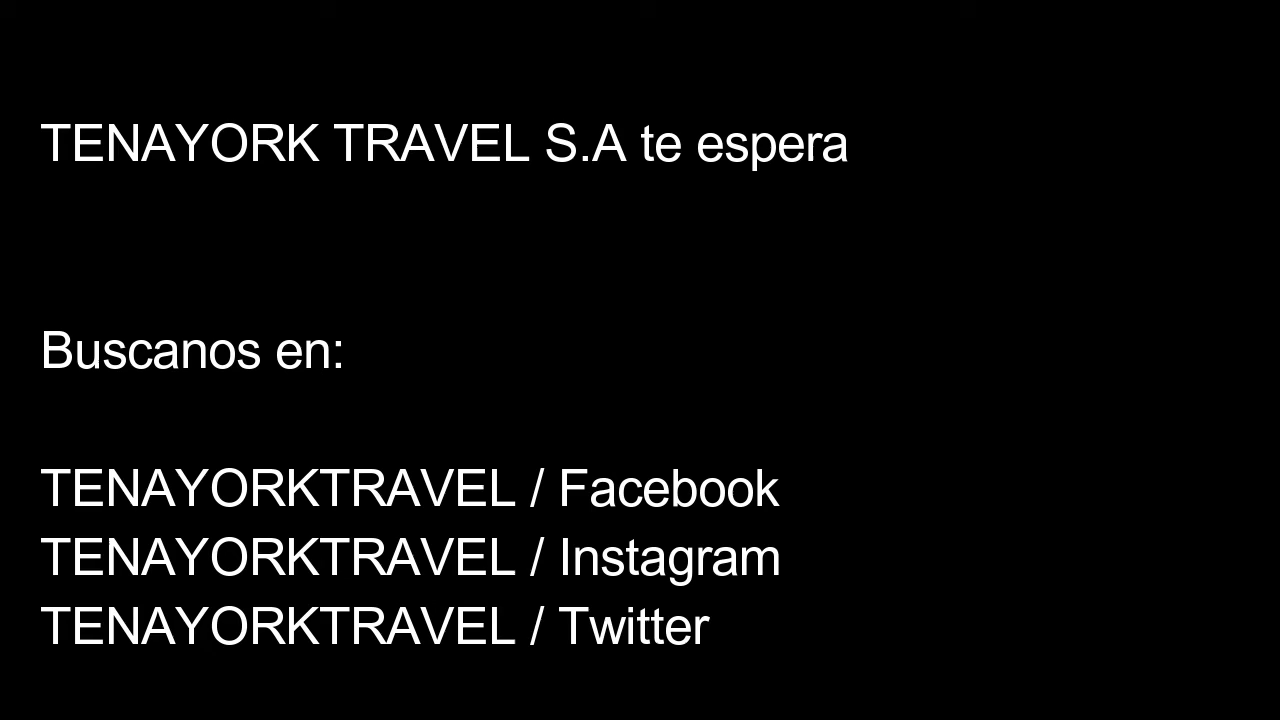 TENAYORK TRAVEL S.A te espera
Buscanos en:
TENAYORKTRAVEL / Facebook
TENAYORKTRAVEL / Instagram
TENAYORKTRAVEL / Twitter